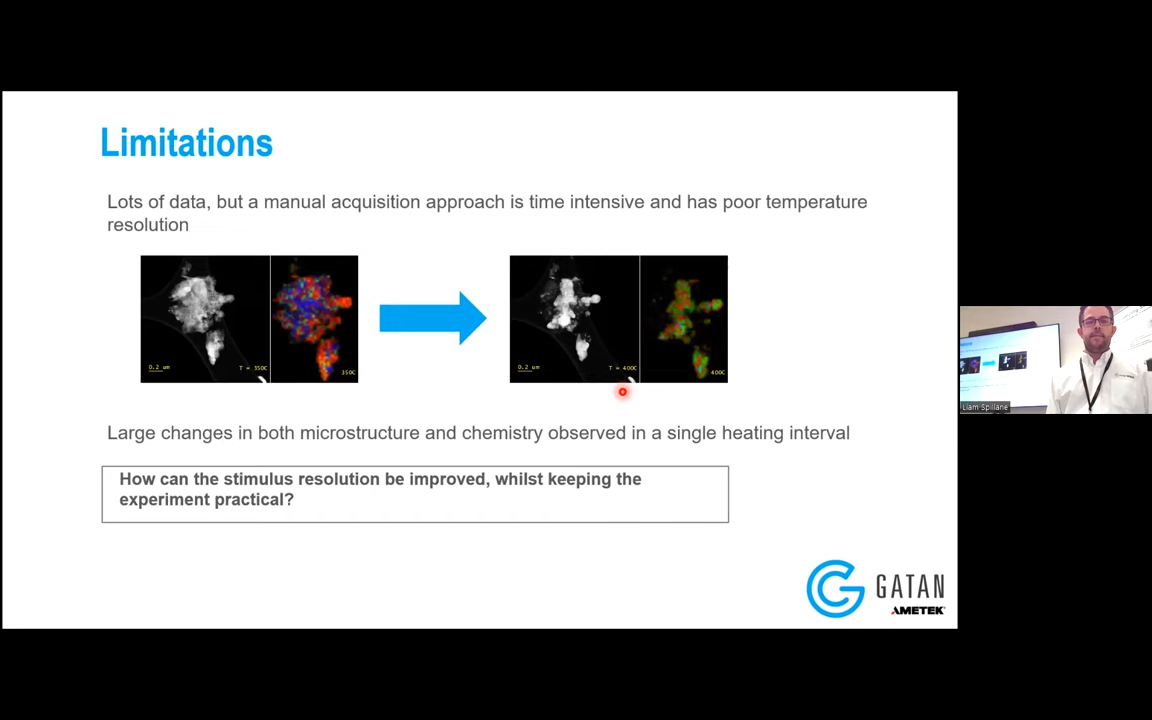 Limitations
Lots of data, but a manual acquisition approach is time intensive and has poor temperature
resolution
0.2 um
T = 350C
350C
0.2 um
T = 400C
400C
Large changes in both microstructure and chemistry observed in a single heating interval
How can the stimulus resolution be improved, whilst keeping the
experiment practical?
GATAN
AMETEK
Liam Spillane